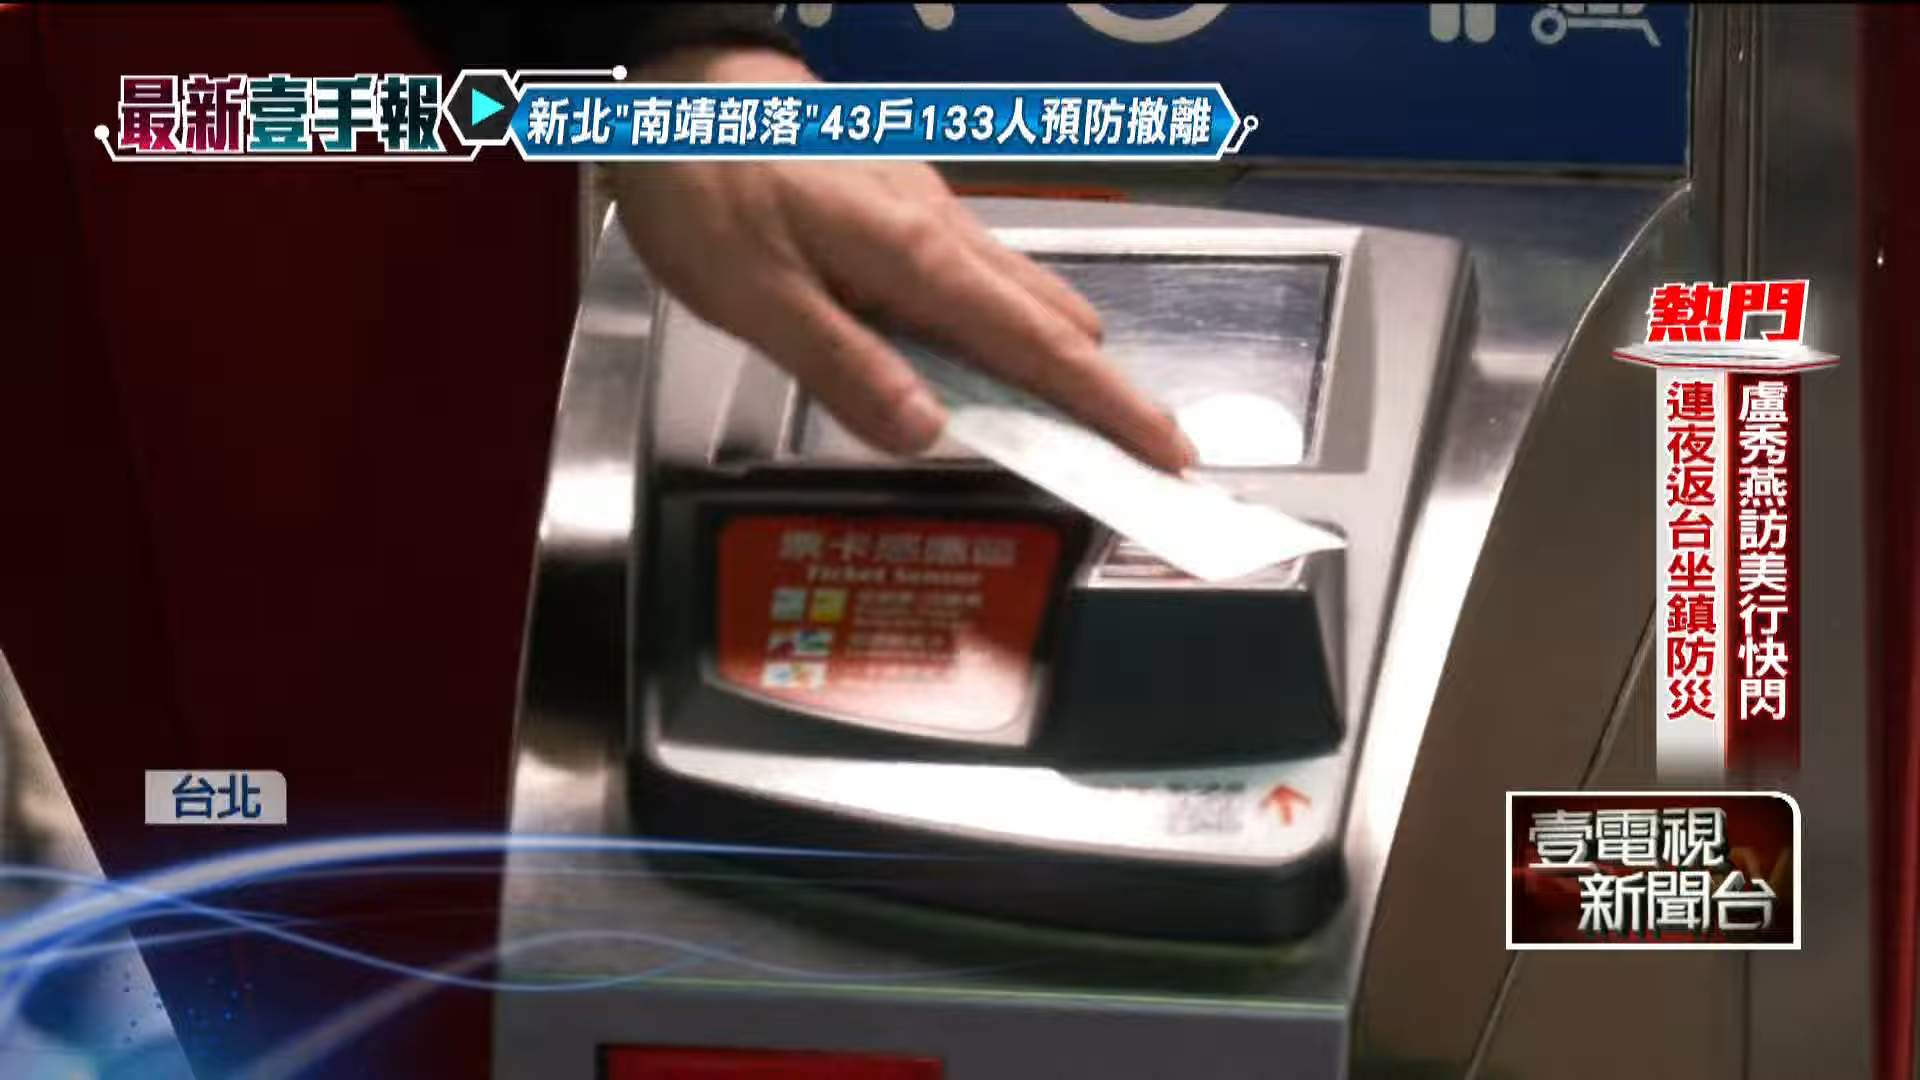 最新壹手報
新北"南靖部落"43戶133人預防撤離
熱門
盧秀燕訪美行快閃
連夜返台坐鎮防災
票卡感應區
Ticket Sensor
台北
壹電視
新聞台